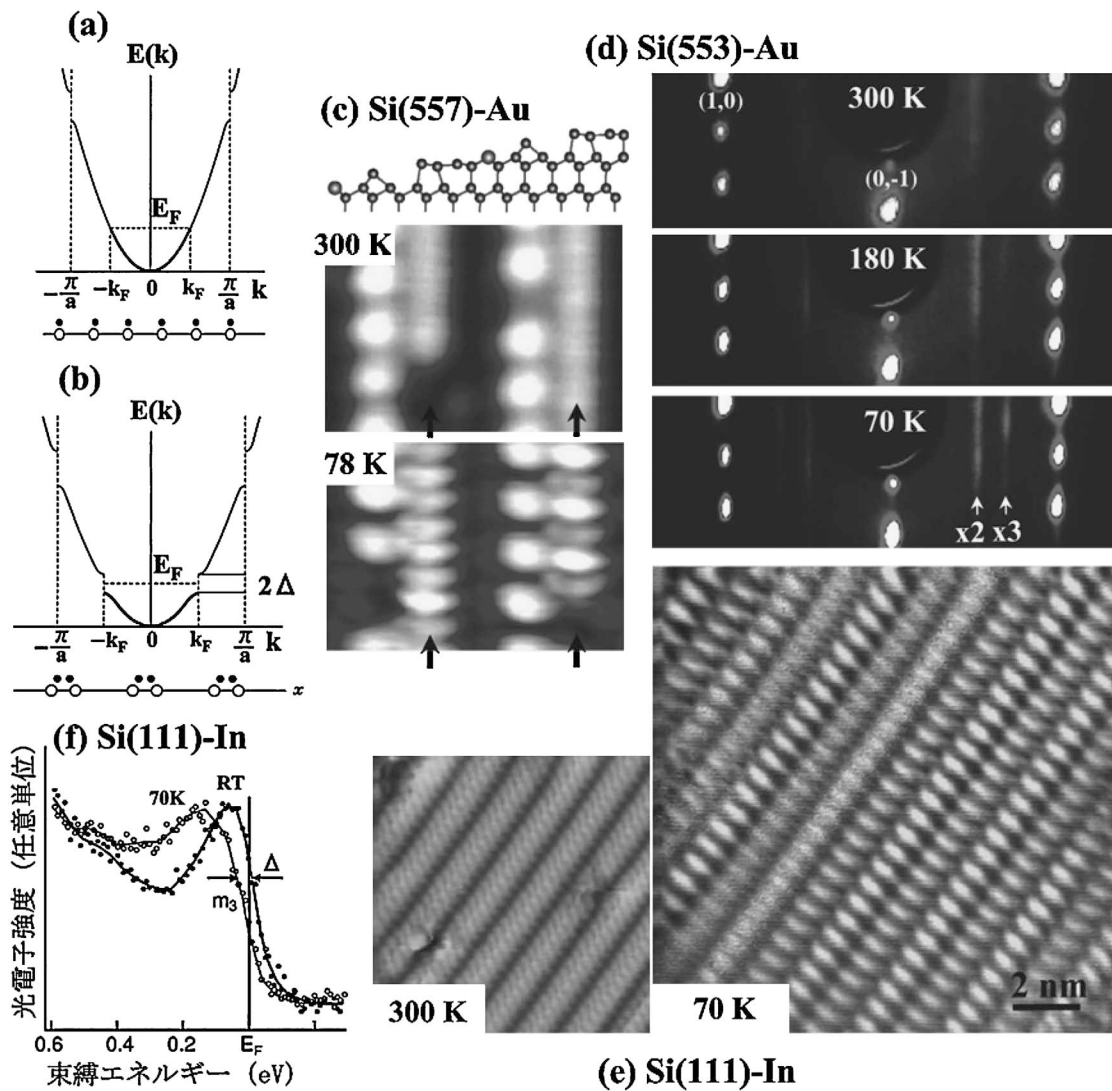 (a)
E(k)
E_F
-π/a -k_F 0 k_F π/a k
(b)
E(k)
E_F
2Δ
-π/a -k_F 0 k_F π/a k
x
(c) Si(557)-Au
300 K
78 K
(d) Si(553)-Au
(1,0)
300 K
(0,-1)
180 K
70 K
x2 x3
(f) Si(111)-In
光電子強度 (任意単位)
70K
RT
Δ
m₃
0.6 0.4 0.2 E_F
束縛エネルギー (eV)
300 K
70 K
2 nm
(e) Si(111)-In